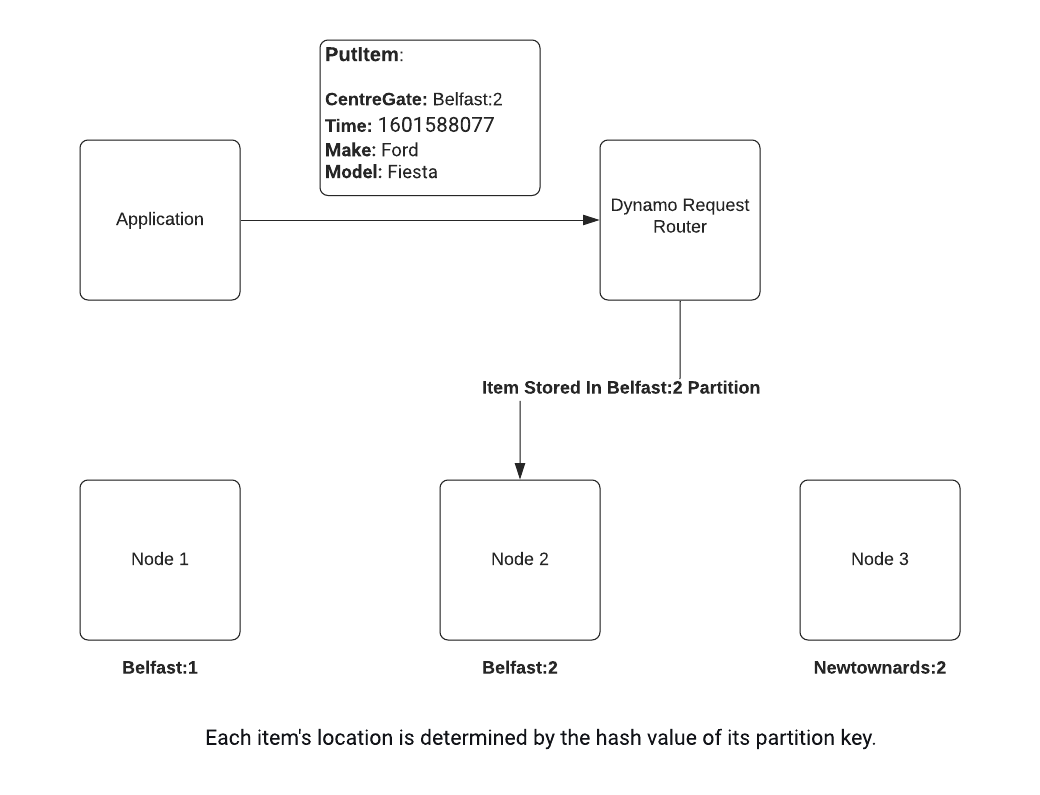 PutItem:
CentreGate: Belfast:2
Time: 1601588077
Make: Ford
Model: Fiesta
Application
Dynamo Request
Router
Item Stored In Belfast:2 Partition
Node 1
Node 2
Node 3
Belfast:1
Belfast:2
Newtownards:2
Each item's location is determined by the hash value of its partition key.